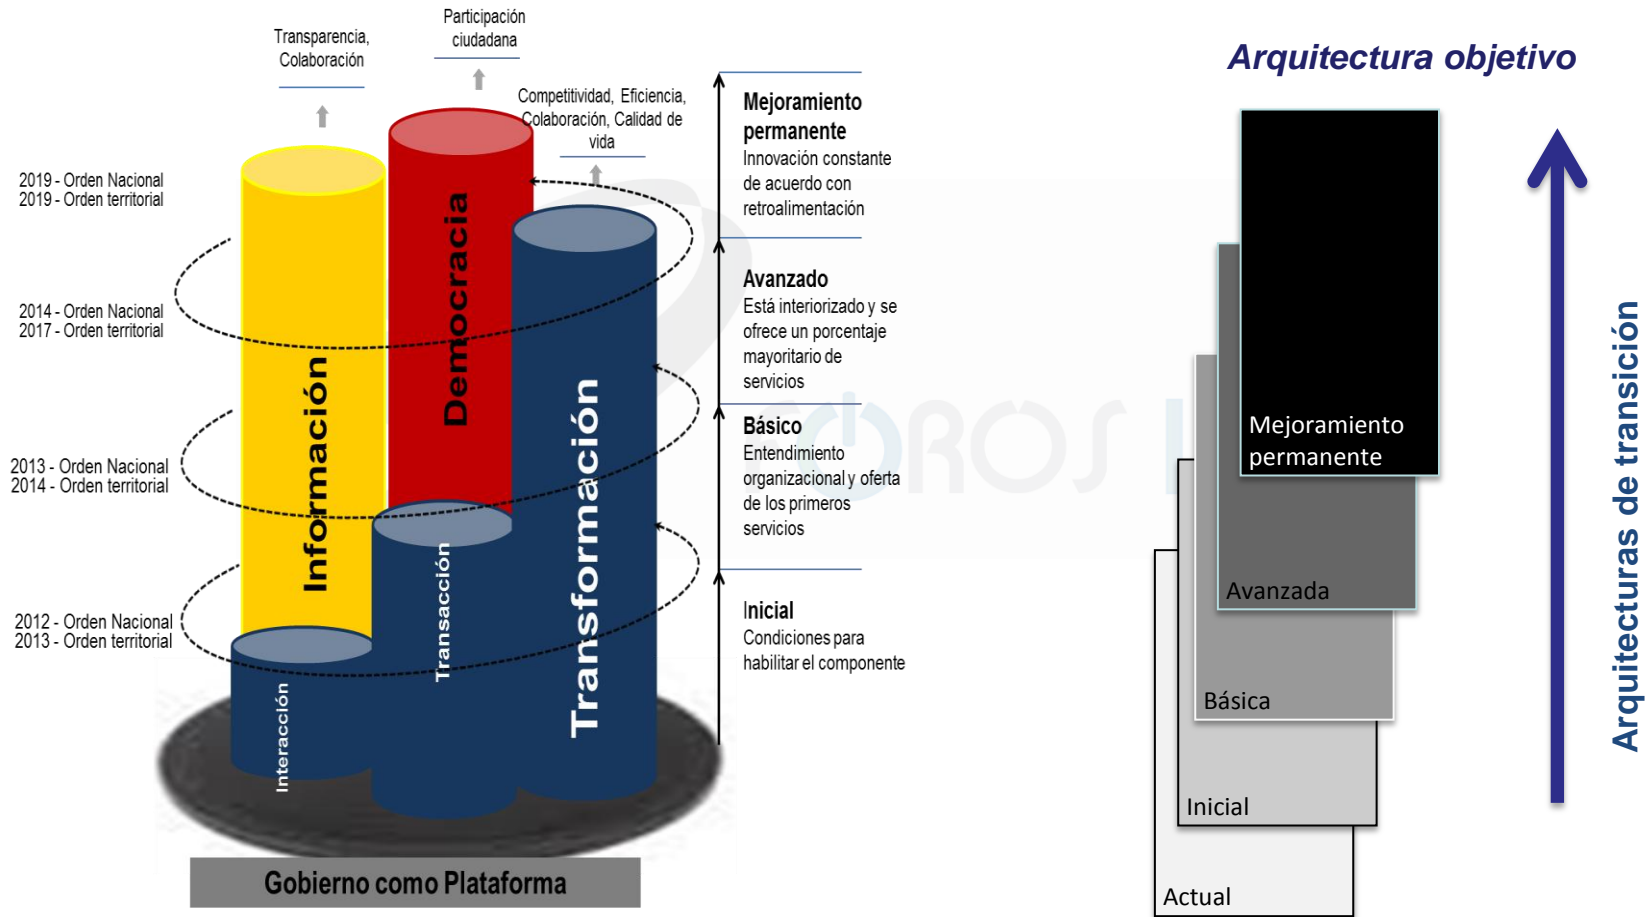 Transparencia,
Colaboración
Participación
ciudadana
Competitividad, Eficiencia,
Colaboración, Calidad de
vida
2019 - Orden Nacional
2019 - Orden territorial
2014 - Orden Nacional
2017 - Orden territorial
2013 - Orden Nacional
2014 - Orden territorial
2012 - Orden Nacional
2013 - Orden territorial
Información
Democracia
Transformación
Interacción
Transacción
Gobierno como Plataforma
Mejoramiento
permanente
Innovación constante
de acuerdo con
retroalimentación
Avanzado
Está interiorizado y se
ofrece un porcentaje
mayoritario de
servicios
Básico
Entendimiento
organizacional y oferta
de los primeros
servicios
Inicial
Condiciones para
habilitar el componente
FOROS
Arquitectura objetivo
Mejoramiento
permanente
Avanzada
Básica
Inicial
Actual
Arquitecturas de transición